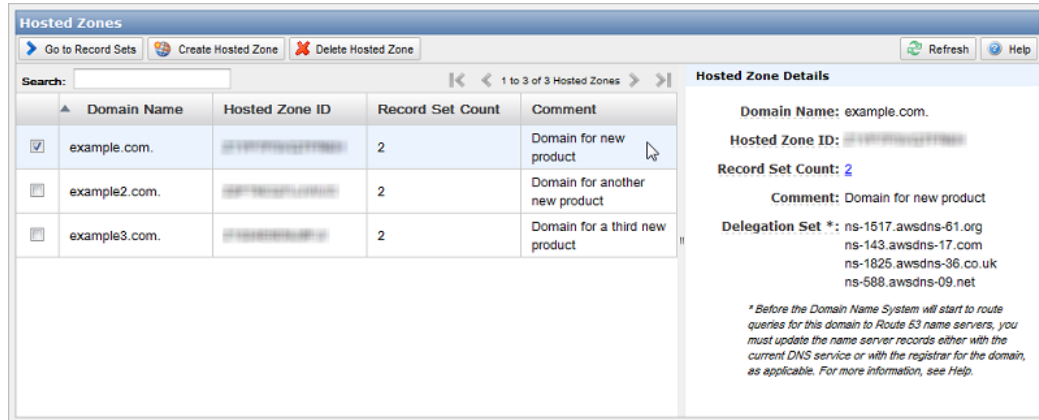 Hosted Zones
Go to Record Sets Create Hosted Zone Delete Hosted Zone Refresh Help
Search: 1 to 3 of 3 Hosted Zones
Domain Name Hosted Zone ID Record Set Count Comment
example.com. 2 Domain for new
product
example2.com. 2 Domain for another
new product
example3.com. 2 Domain for a third new
product
Hosted Zone Details
Domain Name: example.com.
Hosted Zone ID:
Record Set Count: 2
Comment: Domain for new product
Delegation Set *: ns-1517.awsdns-61.org
ns-143.awsdns-17.com
ns-1825.awsdns-36.co.uk
ns-588.awsdns-09.net
* Before the Domain Name System will start to route
queries for this domain to Route 53 name servers, you
must update the name server records either with the
current DNS service or with the registrar for the domain,
as applicable. For more information, see Help.